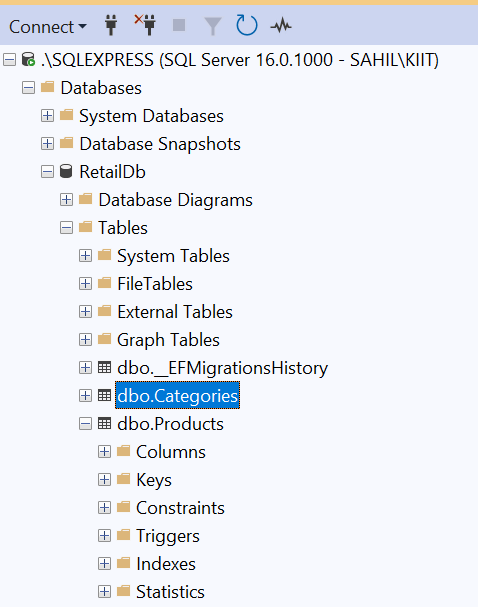 Connect
.\SQLEXPRESS (SQL Server 16.0.1000 - SAHIL\KIIT)
Databases
System Databases
Database Snapshots
RetailDb
Database Diagrams
Tables
System Tables
FileTables
External Tables
Graph Tables
dbo.__EFMigrationsHistory
dbo.Categories
dbo.Products
Columns
Keys
Constraints
Triggers
Indexes
Statistics